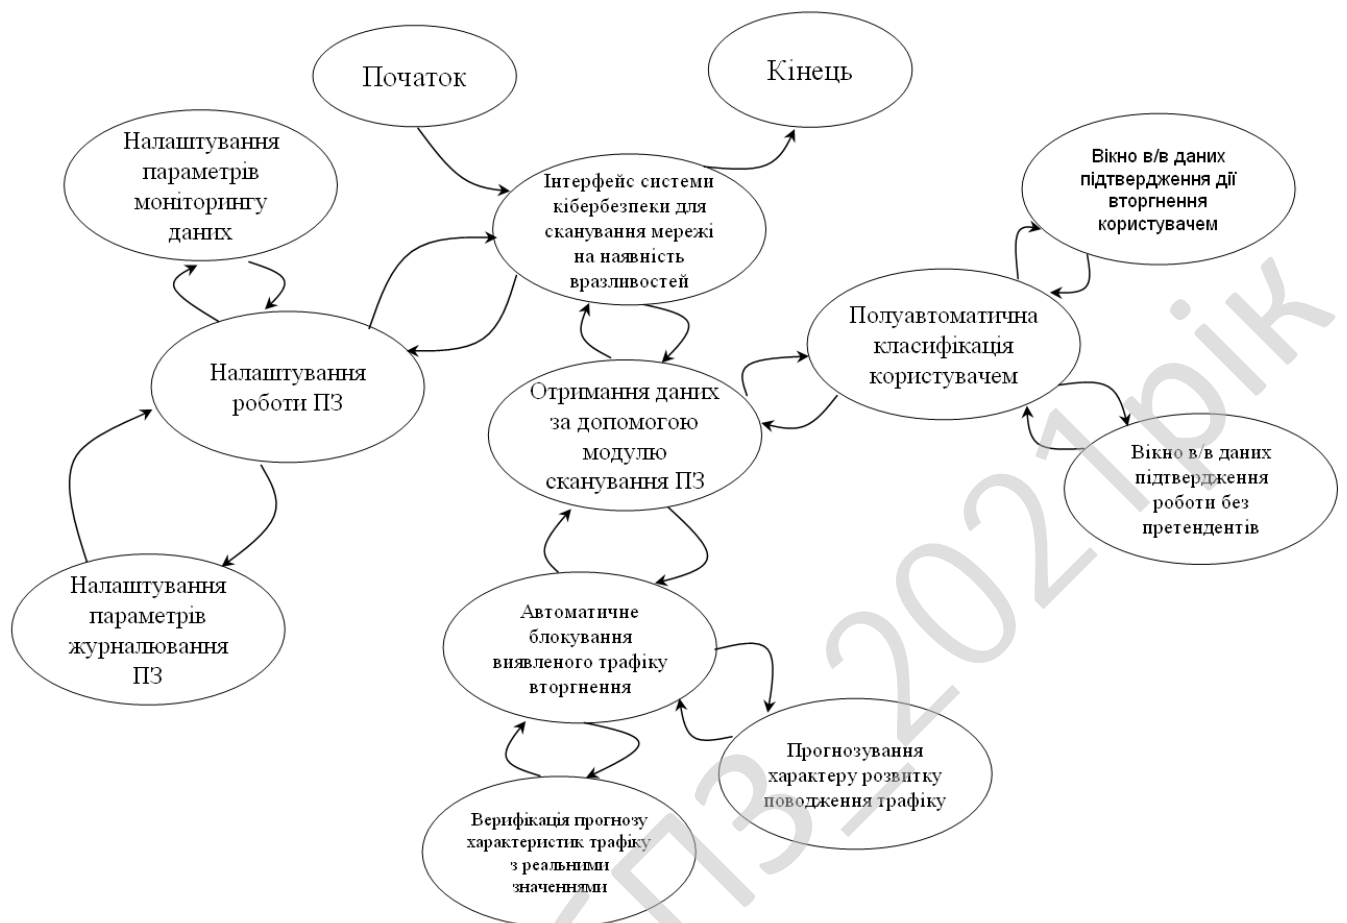 Початок
Кінець
Налаштування
параметрів
моніторингу
даних
Інтерфейс системи
кібербезпеки для
сканування мережі
на наявність
вразливостей
Вікно в/в даних
підтвердження дії
вторгнення
користувачем
Налаштування
роботи ПЗ
Отримання даних
за допомогою
модулю
сканування ПЗ
Полуавтоматична
класифікація
користувачем
Вікно в/в даних
підтвердження
роботи без
претендентів
Налаштування
параметрів
журналювання
ПЗ
Автоматичне
блокування
виявленого трафіку
вторгнення
Прогнозування
характеру розвитку
поводження трафіку
Верифікація прогнозу
характеристик трафіку
з реальними
значеннями
ПЗ_2021рік